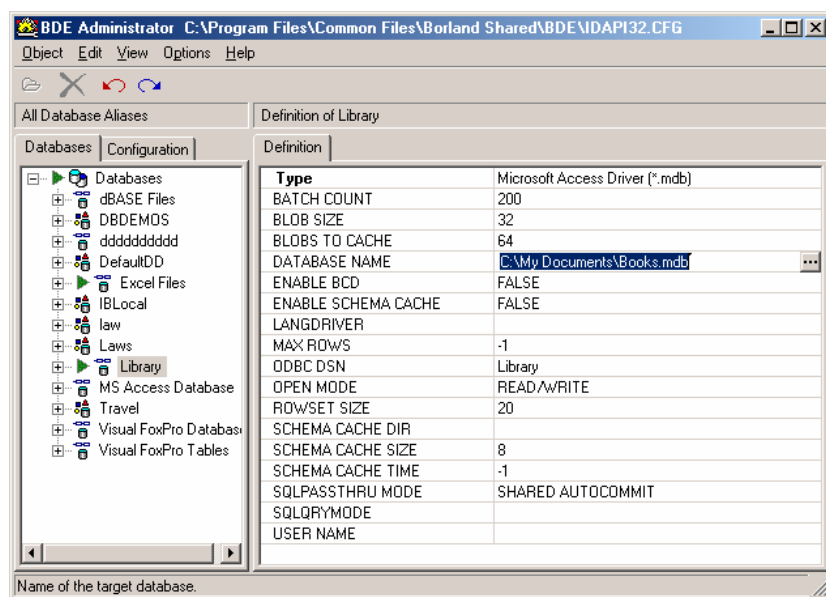 BDE Administrator C:\Program Files\Common Files\Borland Shared\BDE\IDAPI32.CFG
Object Edit View Options Help
All Database Aliases
Definition of Library
Databases Configuration
Definition
Databases
dBASE Files
DBDEMOS
dddddddddd
DefaultDD
Excel Files
IBLocal
law
Laws
Library
MS Access Database
Travel
Visual FoxPro Databas
Visual FoxPro Tables
Type Microsoft Access Driver (*.mdb)
BATCH COUNT 200
BLOB SIZE 32
BLOBS TO CACHE 64
DATABASE NAME C:\My Documents\Books.mdb ...
ENABLE BCD FALSE
ENABLE SCHEMA CACHE FALSE
LANGDRIVER
MAX ROWS -1
ODBC DSN Library
OPEN MODE READ/WRITE
ROWSET SIZE 20
SCHEMA CACHE DIR
SCHEMA CACHE SIZE 8
SCHEMA CACHE TIME -1
SQLPASSTHRU MODE SHARED AUTOCOMMIT
SQLQRYMODE
USER NAME
Name of the target database.